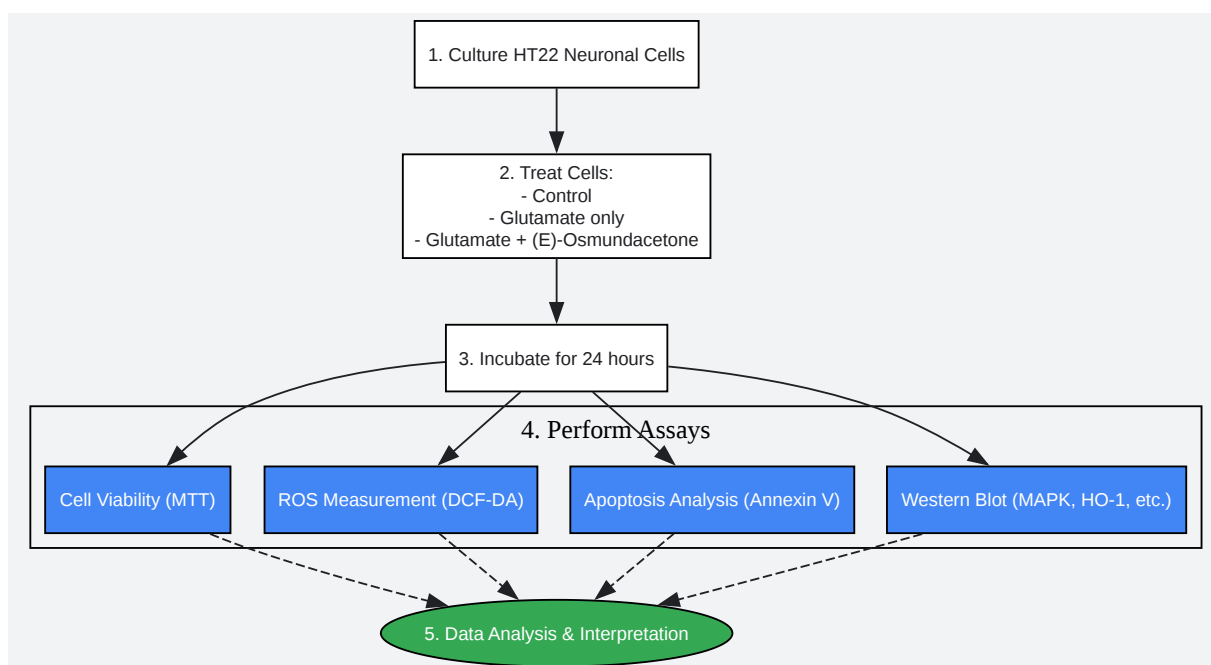 1. Culture HT22 Neuronal Cells
2. Treat Cells:
- Control
- Glutamate only
- Glutamate + (E)-Osmundacetone
3. Incubate for 24 hours
4. Perform Assays
Cell Viability (MTT)
ROS Measurement (DCF-DA)
Apoptosis Analysis (Annexin V)
Western Blot (MAPK, HO-1, etc.)
5. Data Analysis & Interpretation